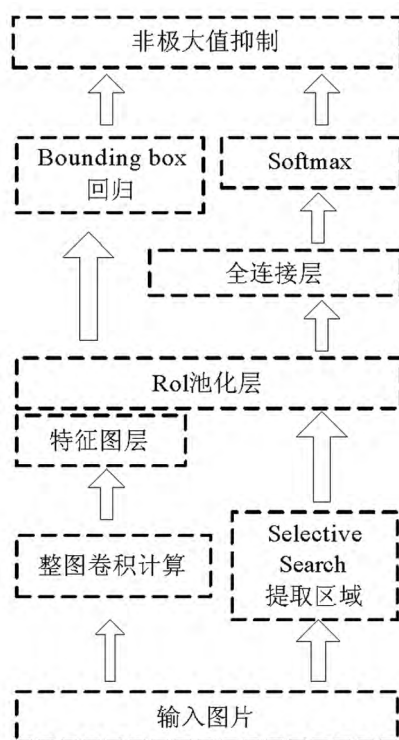 非极大值抑制
Bounding box
回归
Softmax
全连接层
RoI池化层
特征图层
整图卷积计算
Selective
Search
提取区域
输入图片